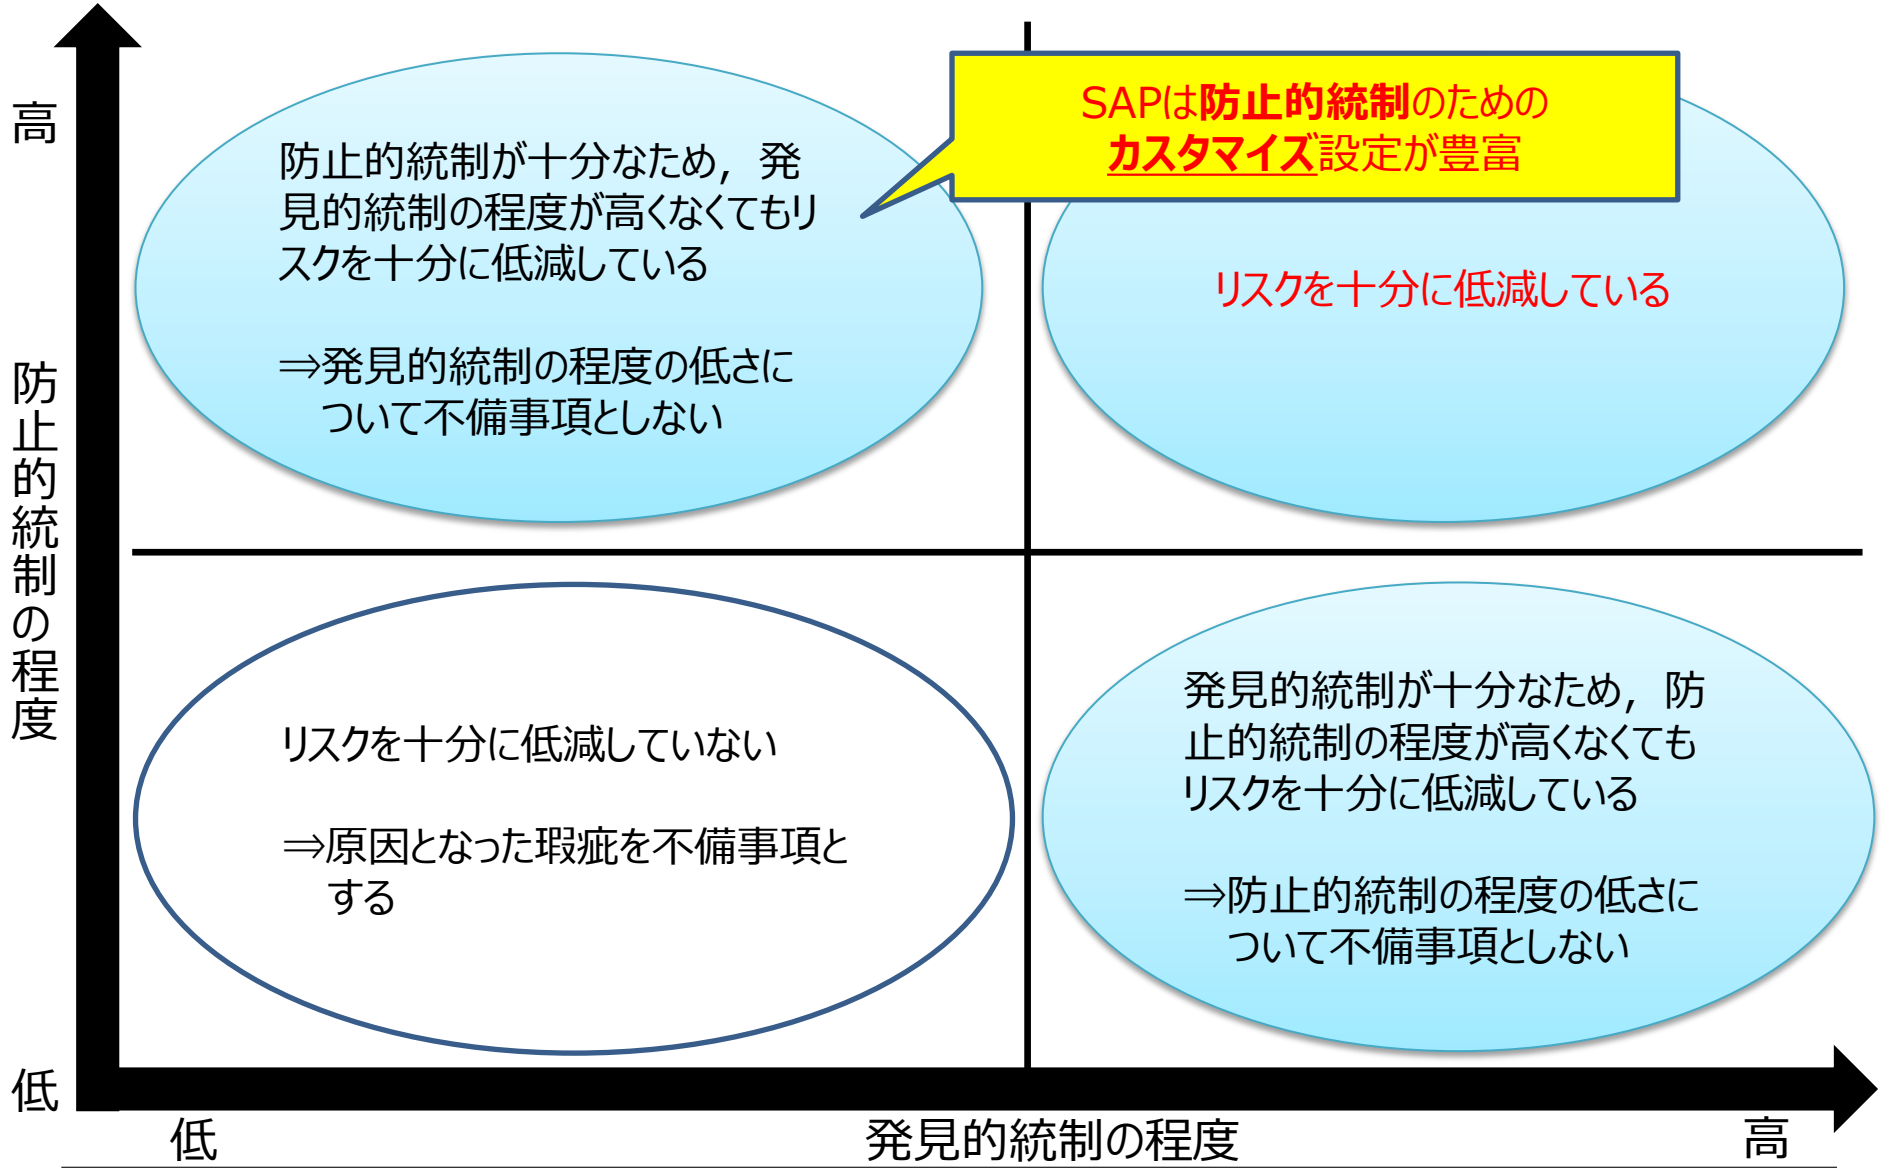 高
防止的統制の程度
低
防止的統制が十分なため，発
見的統制の程度が高くなくてもリ
スクを十分に低減している
⇒発見的統制の程度の低さに
ついて不備事項としない
SAPは防止的統制のための
カスタマイズ設定が豊富
リスクを十分に低減している
リスクを十分に低減していない
⇒原因となった瑕疵を不備事項と
する
発見的統制が十分なため，防
止的統制の程度が高くなくても
リスクを十分に低減している
⇒防止的統制の程度の低さに
ついて不備事項としない
低
発見的統制の程度
高